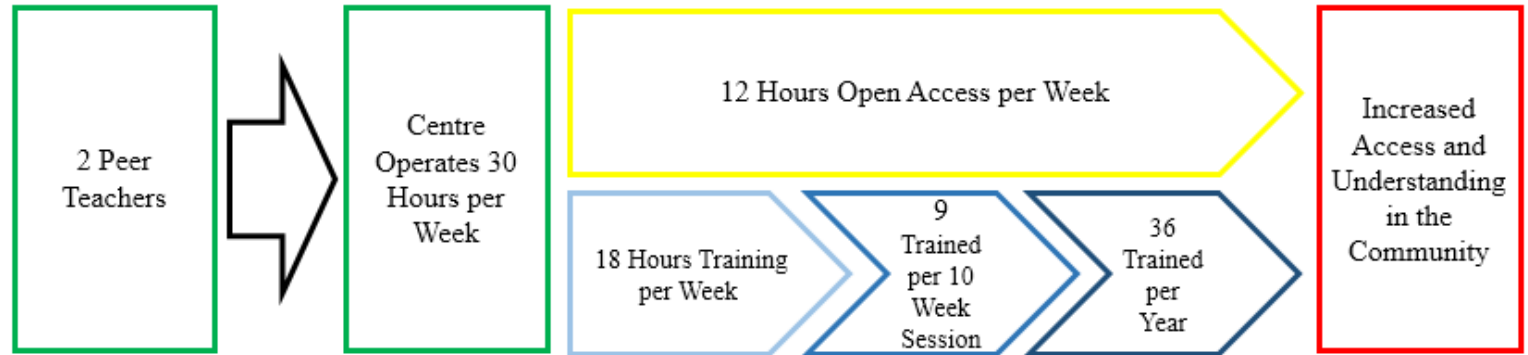 2 Peer
Teachers
Centre
Operates 30
Hours per
Week
12 Hours Open Access per Week
18 Hours Training
per Week
9
Trained
per 10
Week
Session
36
Trained
per
Year
Increased
Access and
Understanding
in the
Community